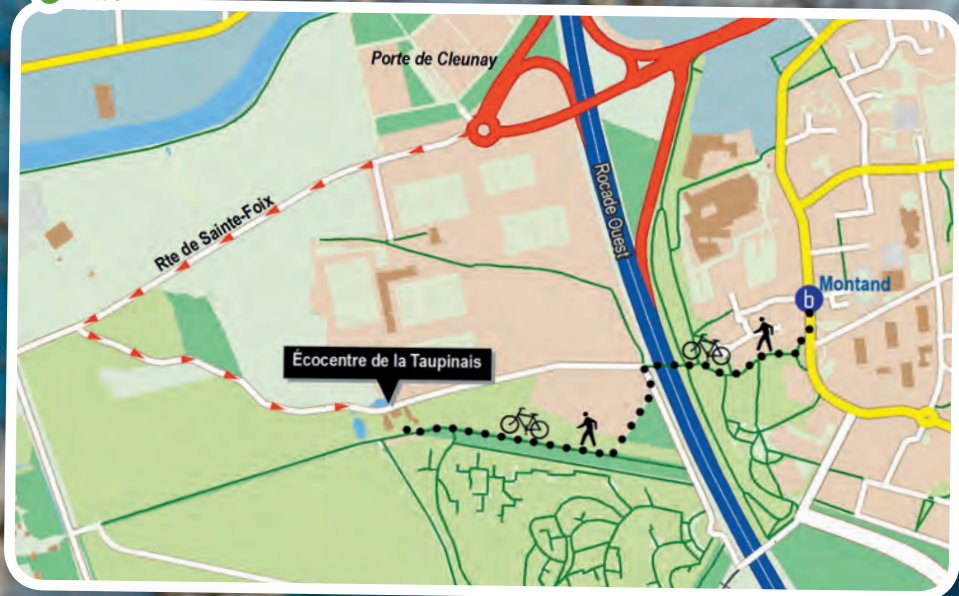 Porte de Cleunay
Rocade Ouest
Rte de Sainte-Foix
b
Montand
Écocentre de la Taupinais